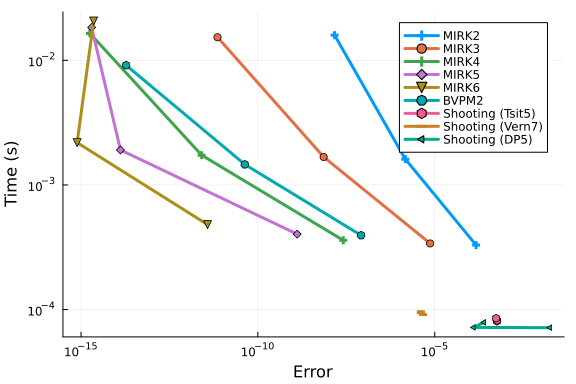 MIRK2
MIRK3
MIRK4
MIRK5
MIRK6
BVPM2
Shooting (Tsit5)
Shooting (Vern7)
Shooting (DP5)
Time (s)
10⁻²
10⁻³
10⁻⁴
10⁻¹⁵ 10⁻¹⁰ 10⁻⁵
Error